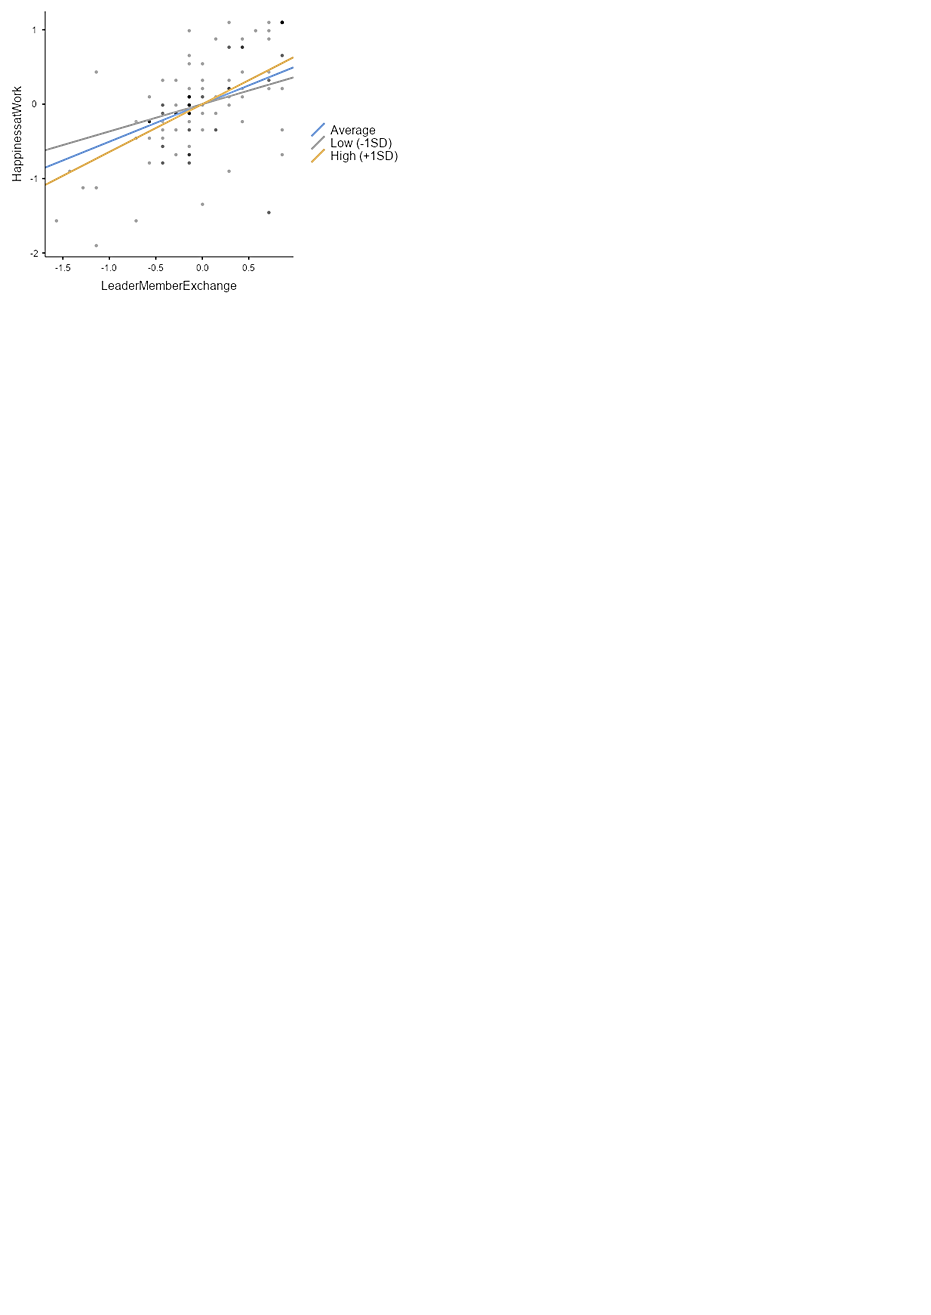 1
0
-1
-2
HappinessatWork
-1.5 -1.0 -0.5 0.0 0.5
LeaderMemberExchange
Average
Low (-1SD)
High (+1SD)